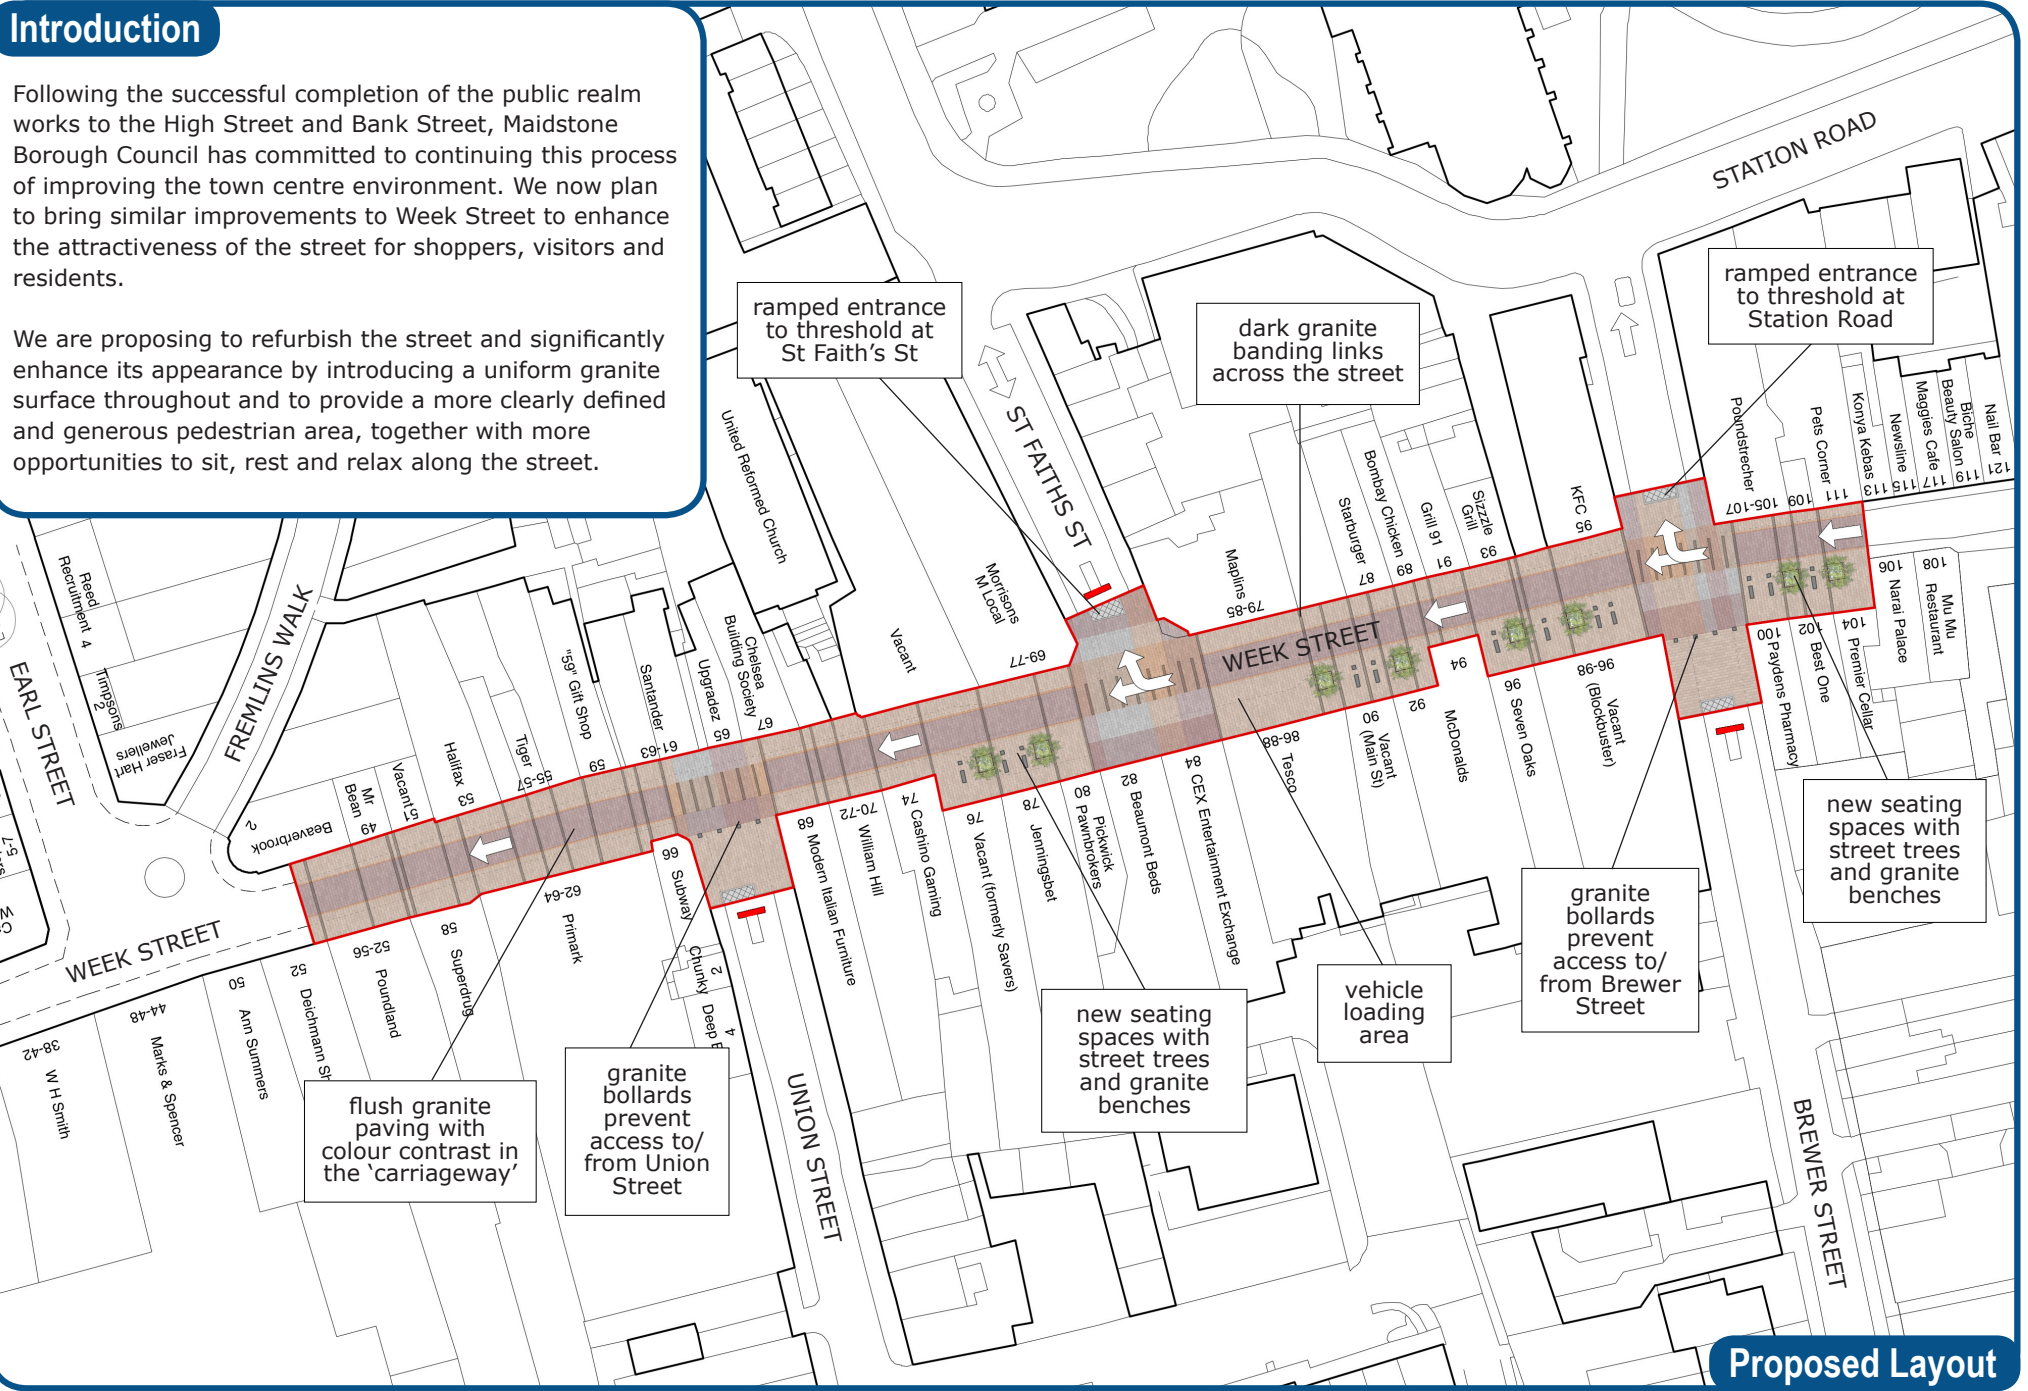 Introduction
Following the successful completion of the public realm
works to the High Street and Bank Street, Maidstone
Borough Council has committed to continuing this process
of improving the town centre environment. We now plan
to bring similar improvements to Week Street to enhance
the attractiveness of the street for shoppers, visitors and
residents.
We are proposing to refurbish the street and significantly
enhance its appearance by introducing a uniform granite
surface throughout and to provide a more clearly defined
and generous pedestrian area, together with more
opportunities to sit, rest and relax along the street.
STATION ROAD
ramped entrance
to threshold at
St Faith's St
dark granite
banding links
across the street
ramped entrance
to threshold at
Station Road
ST FAITHS ST
FREMLINS WALK
EARL STREET
WEEK STREET
WEEK STREET
UNION STREET
BREWER STREET
Reed
Recruitment 4
Timpsons
2
Fraser Hart
Jewellers
2
Beaverbrook
Mr
Bean
49
Vacant
51
Halifax
53
Tiger
55-57
"59" Gift Shop
59
Santander
61-63
Upgradez
65
Chelsea
Building Society
67
United Reformed Church
Vacant
Morrisons
M Local
69-77
Maplins
79-85
Starburger
87
Bombay Chicken
89
Grill 91
91
Sizzzle
Grill
93
KFC
95
Poundstrecher
105-107
109
Pets Corner
111
Konya Kebas
113
Newsline
115
Maggies Cafe
117
Biche
Beauty Salon
119
Nail Bar
121
38-42
W H Smith
44-48
Marks & Spencer
50
Ann Summers
52
Deichmann Sh
52-56
Poundland
58
Superdrug
62-64
Primark
66
Subway
2
Chunky
4
Deep
68
Modern Italian Furniture
70-72
William Hill
74
Cashino Gaming
76
Vacant (formerly Savers)
78
Jenningsbet
80
Pickwick
Pawnbrokers
82
Beaumont Beds
84
CEX Entertainment Exchange
86-88
Tesco
90
Vacant
(Main St)
92
94
McDonalds
96
Seven Oaks
96-98
Vacant
(Blockbuster)
100
Paydens Pharmacy
102
Best One
104
Premier Cellar
106
Narai Palace
108
Mu Mu
Restaurant
5-7
flush granite
paving with
colour contrast in
the 'carriageway'
granite
bollards
prevent
access to/
from Union
Street
new seating
spaces with
street trees
and granite
benches
vehicle
loading
area
granite
bollards
prevent
access to/
from Brewer
Street
new seating
spaces with
street trees
and granite
benches
Proposed Layout